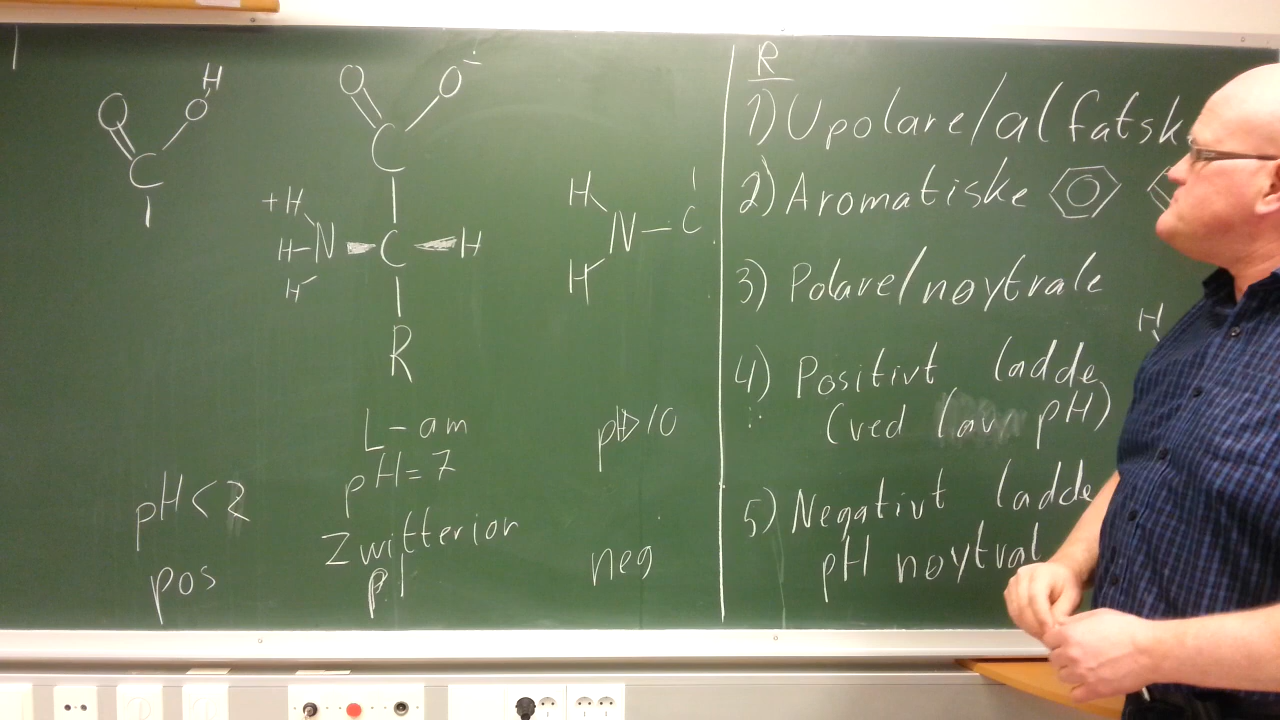 H
O
O
C
O
O
C
+H
H-N
C
H
H
R
L-am
pH=7
Zwitterion
pI
pH<2
pos
H
N-C
H
pH>10
neg
R
1) Upolare/alfatsk
2) Aromatiske
3) Polare/nøytrale
H
4) Positivt ladde
(ved lav pH)
5) Negativt ladde
pH nøytral